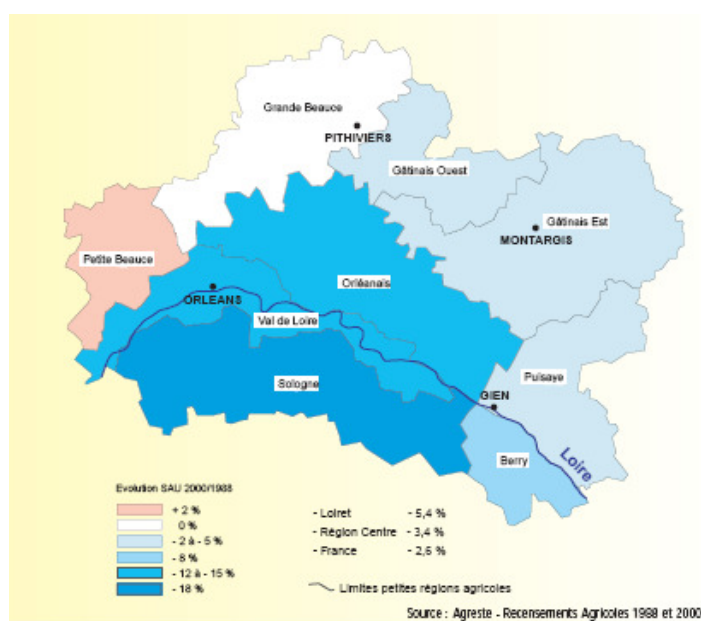 Grande Beauce
PITHIVIERS
Gâtinais Ouest
Gâtinais Est
MONTARGIS
Petite Beauce
Orléanais
ORLEANS
Val de Loire
Sologne
Puisaye
GIEN
Berry
Loire
Evolution SAU 2000/1988
+ 2 %
0 %
- 2 à - 5 %
- 8 %
- 12 à - 15 %
- 18 %
- Loiret - 5,4 %
- Région Centre - 3,4 %
- France - 2,6 %
Limites petites régions agricoles
Source : Agreste - Recensements Agricoles 1988 et 2000